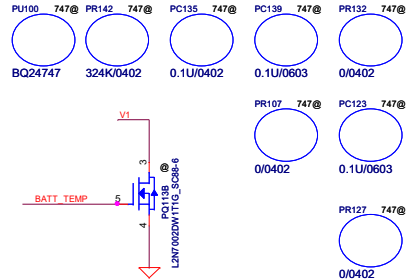 PU100 747@ PR142 747@ PC135 747@ PC139 747@ PR132 747@
BQ24747 324K/0402 0.1U/0402 0.1U/0603 0/0402
PR107 747@ PC123 747@
0/0402 0.1U/0603
V1
3
@
PQ113B
L2N7002DW1T1G_SC88-6
BATT_TEMP 5
4
PR127 747@
0/0402